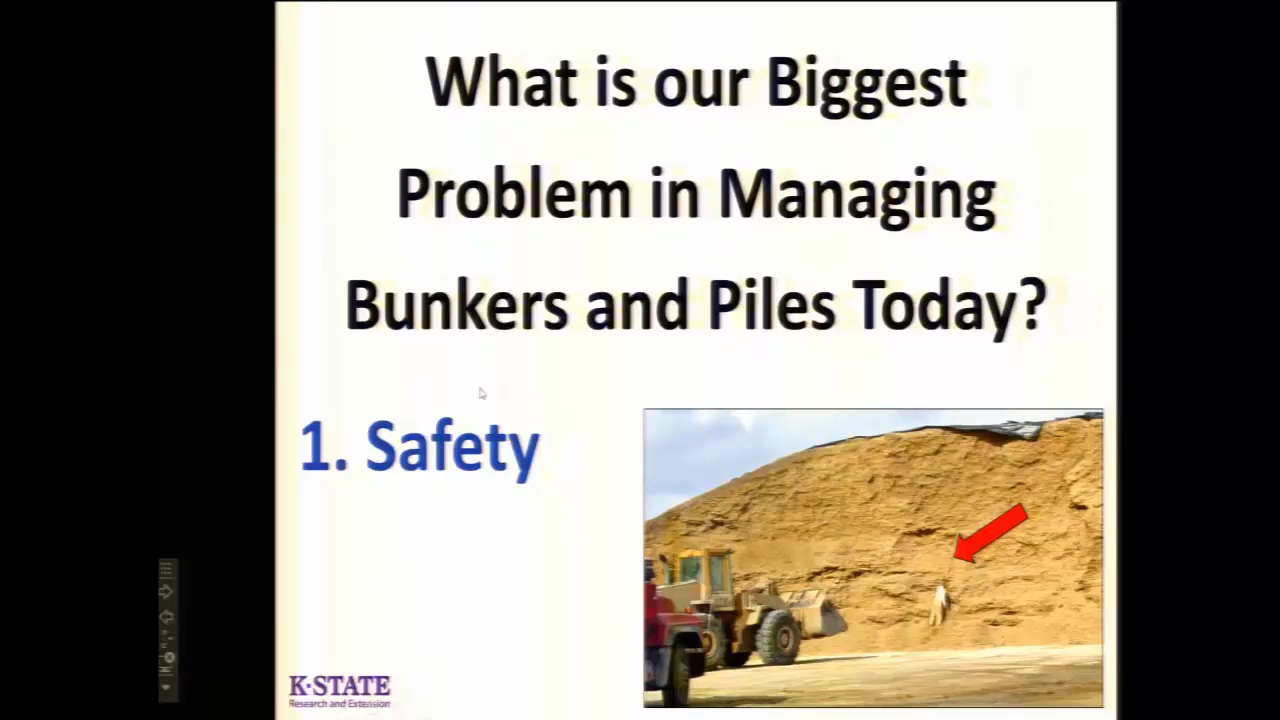 What is our Biggest
Problem in Managing
Bunkers and Piles Today?
1. Safety
K·STATE
Research and Extension